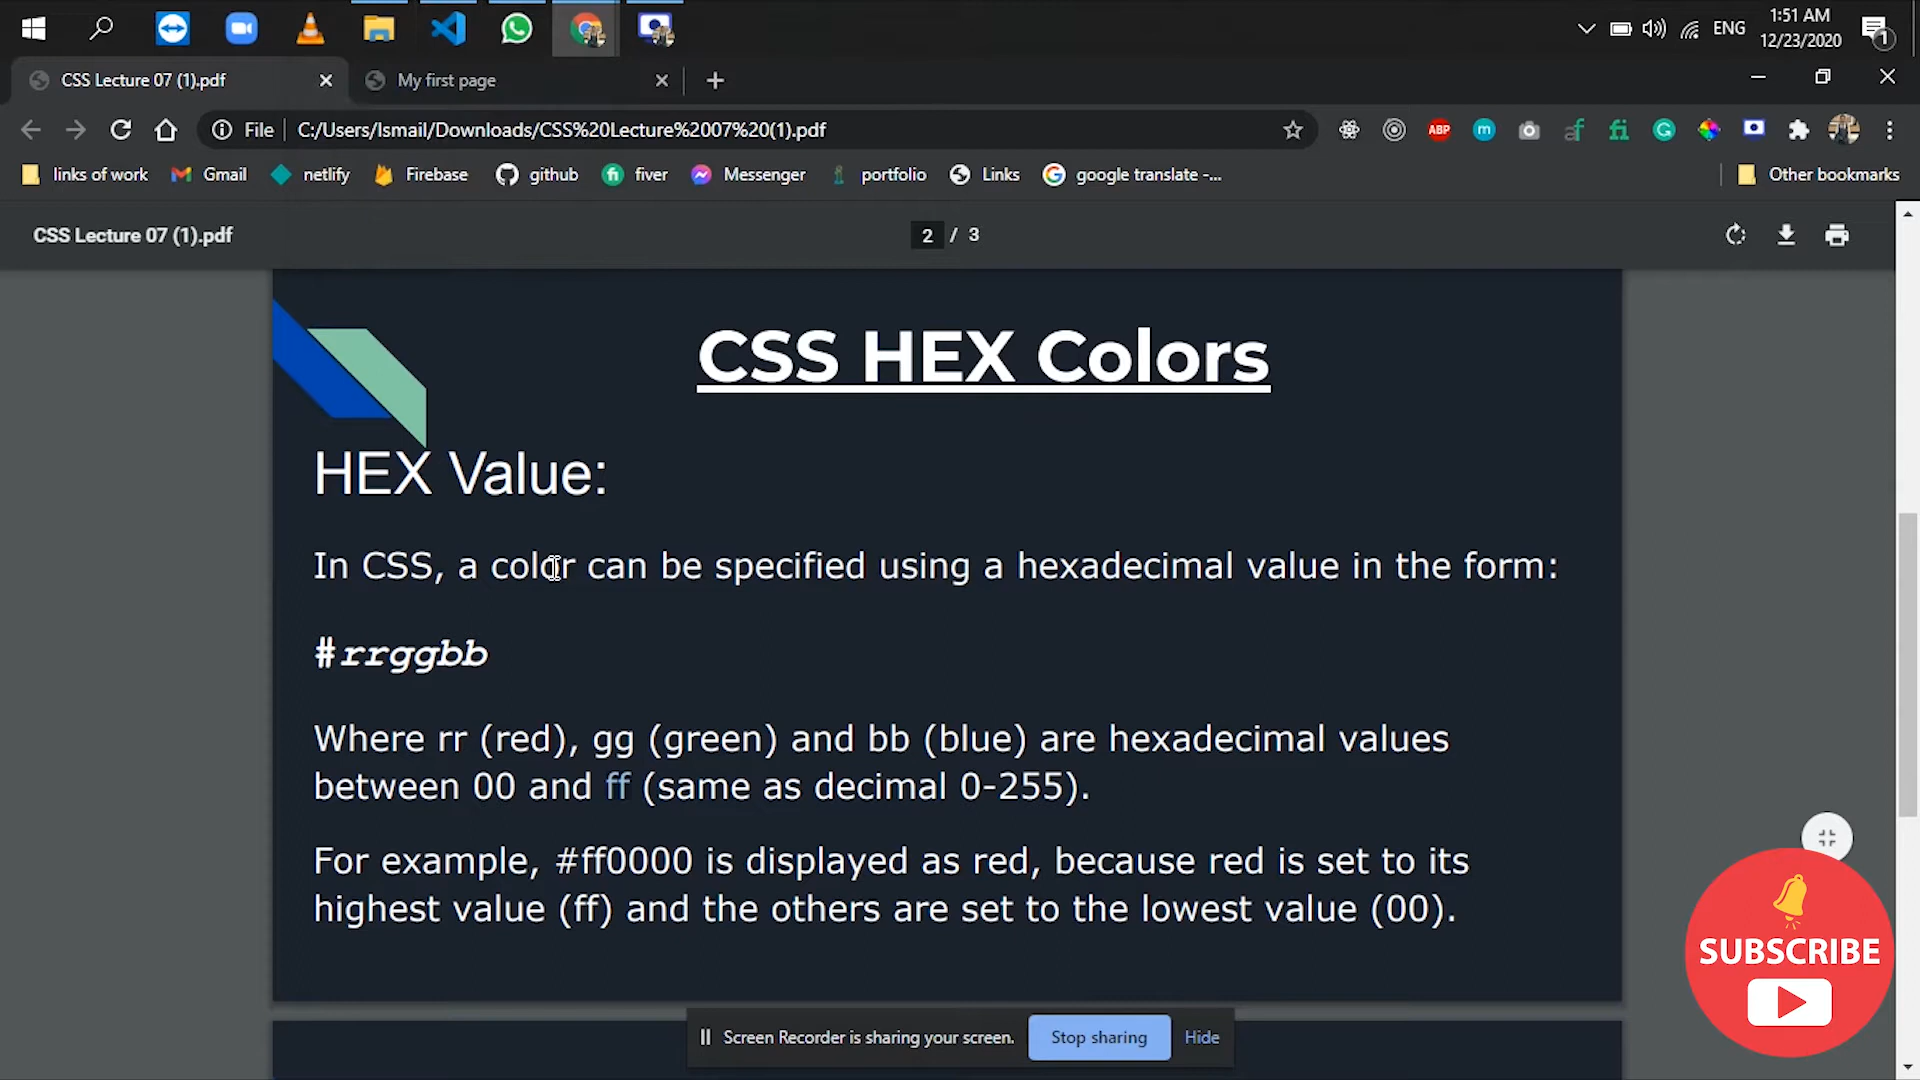 ENG
1:51 AM
12/23/2020
1
CSS Lecture 07 (1).pdf
My first page
File
C:/Users/Ismail/Downloads/CSS%20Lecture%2007%20(1).pdf
ABP
m
af
fi
G
links of work
Gmail
netlify
Firebase
github
fiver
Messenger
portfolio
Links
google translate -...
Other bookmarks
CSS Lecture 07 (1).pdf
2 / 3
CSS HEX Colors
HEX Value:
In CSS, a color can be specified using a hexadecimal value in the form:
#rrggbb
Where rr (red), gg (green) and bb (blue) are hexadecimal values
between 00 and ff (same as decimal 0-255).
For example, #ff0000 is displayed as red, because red is set to its
highest value (ff) and the others are set to the lowest value (00).
SUBSCRIBE
Screen Recorder is sharing your screen.
Stop sharing
Hide